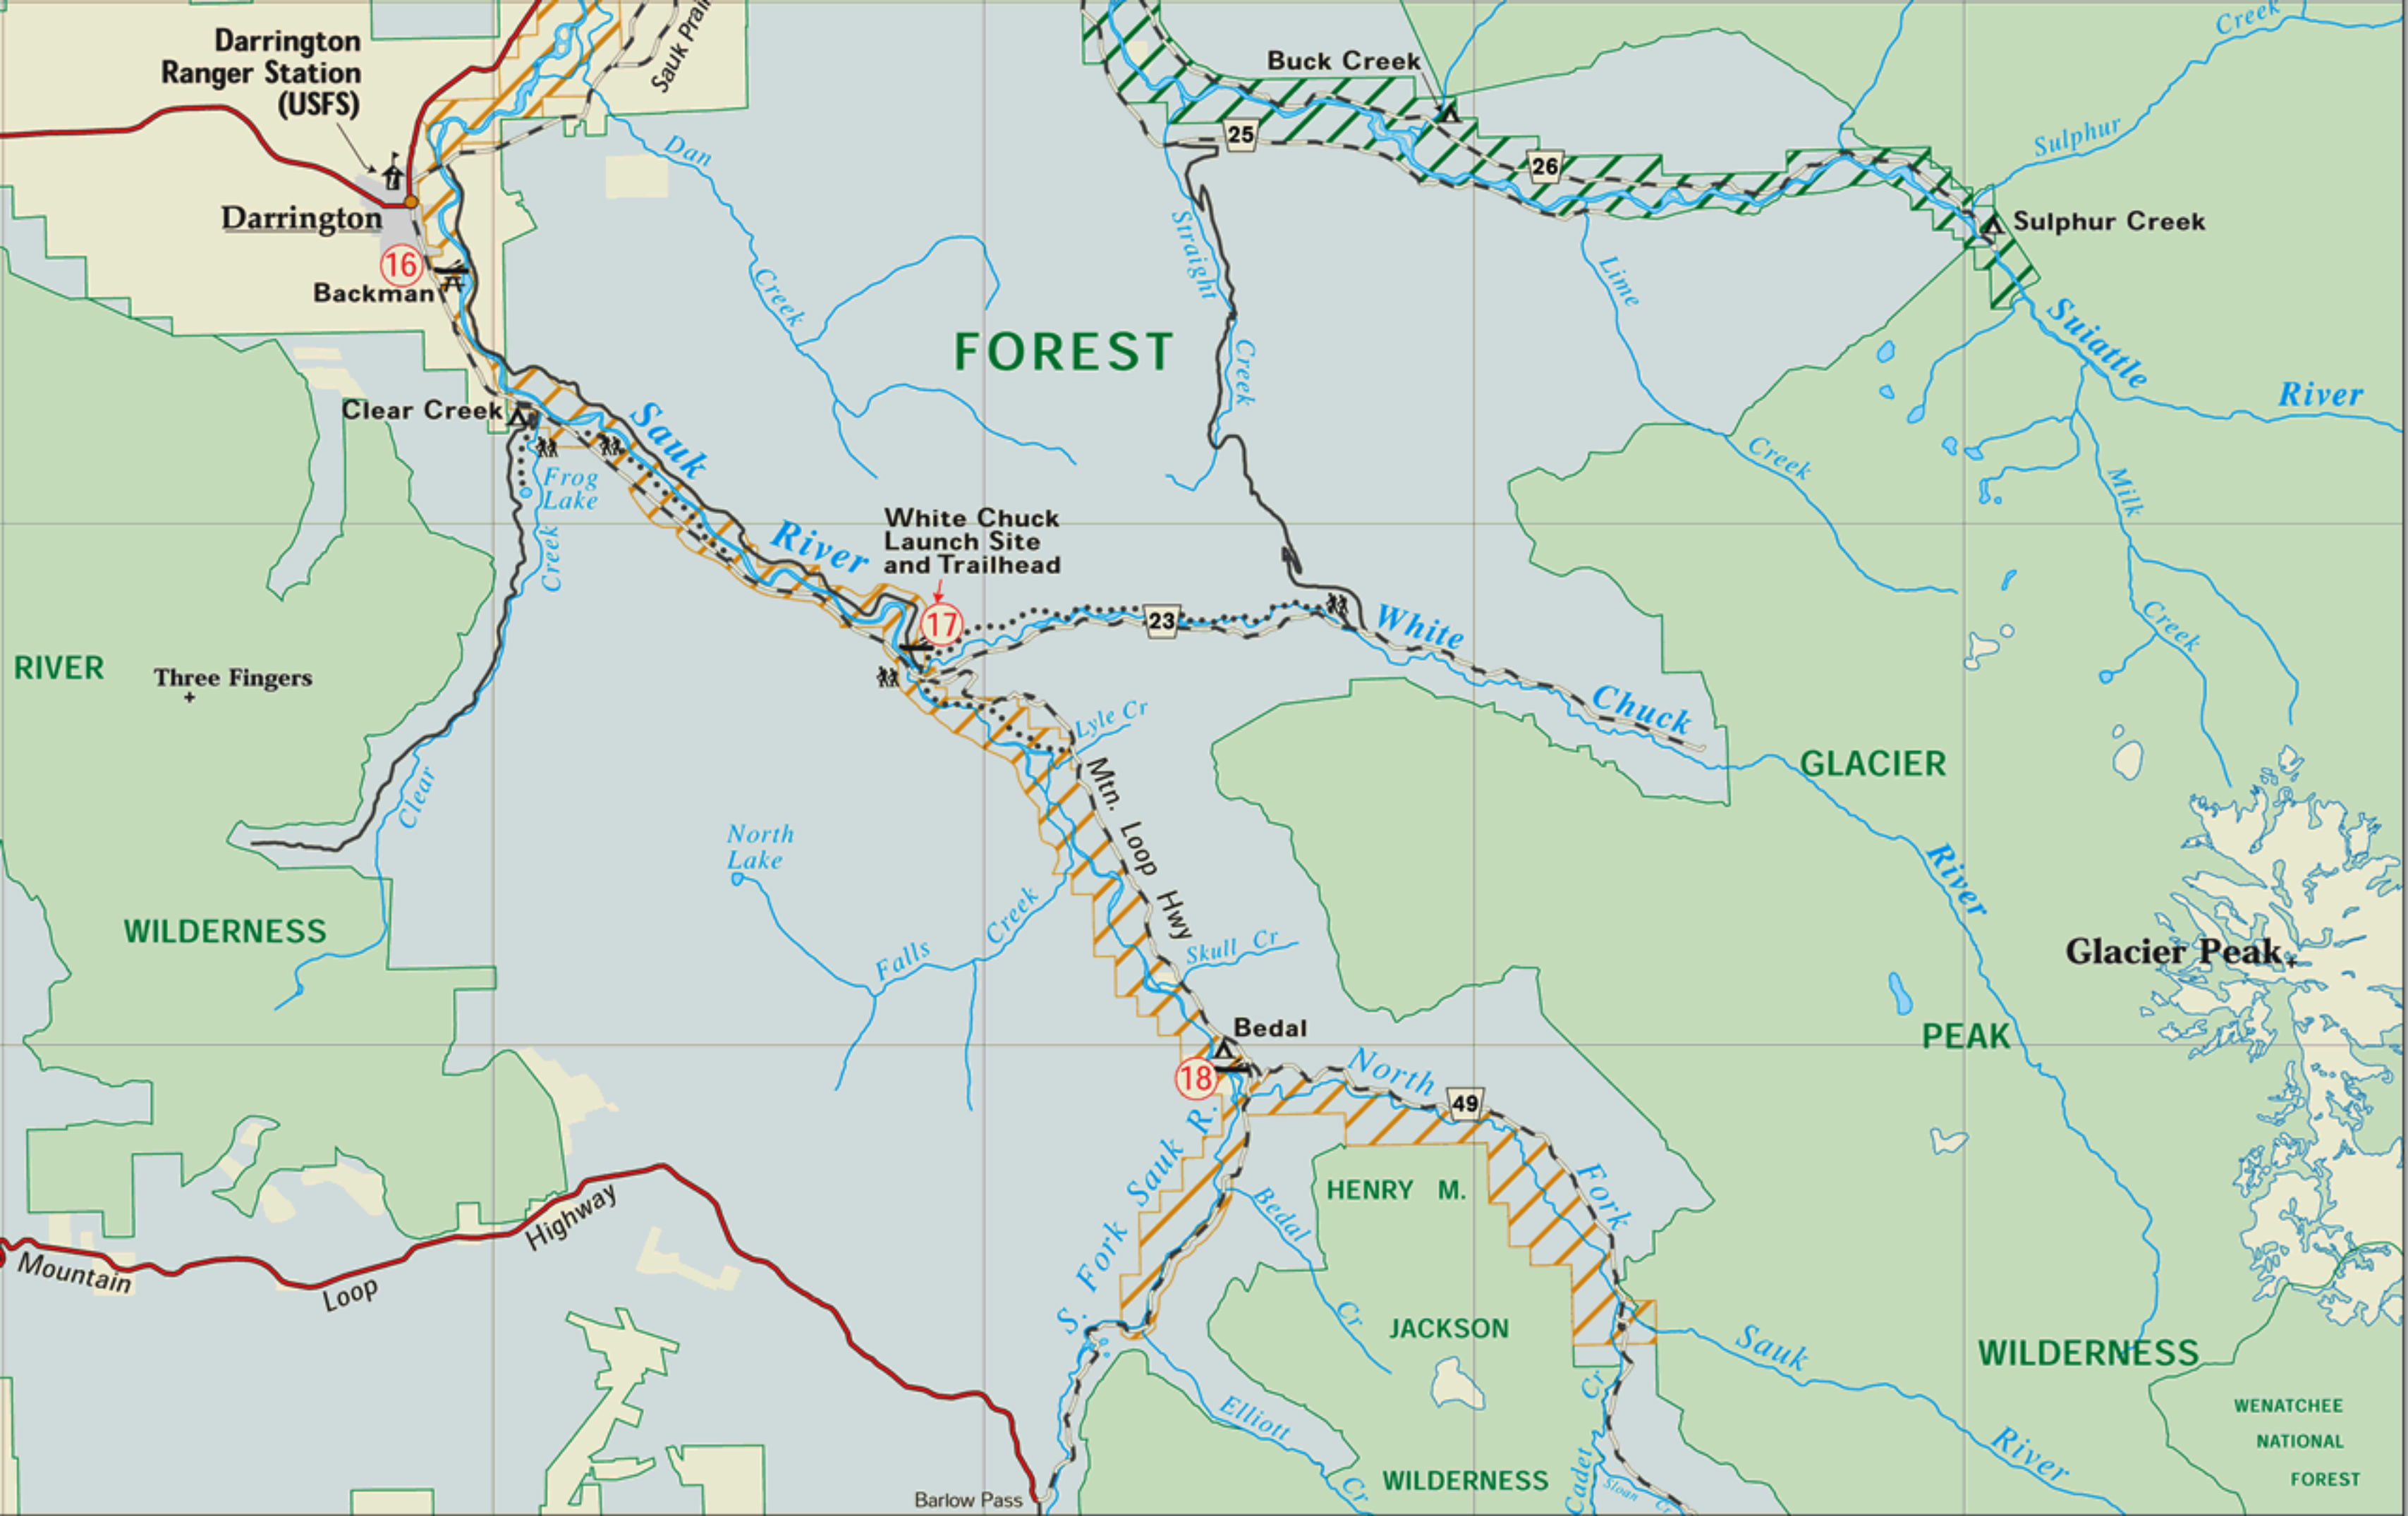 Darrington
Ranger Station
(USFS)
Sauk Prair
Buck Creek
Creek
Dan
25
26
Sulphur
Darrington
Sulphur Creek
16
Backman
Straight
Lime
Creek
Suiattle
FOREST
Creek
River
Clear Creek
Sauk
Creek
Frog
Lake
Milk
White Chuck
Launch Site
and Trailhead
River
Creek
17
23
White
Creek
RIVER
Three Fingers
Chuck
Lyle Cr
GLACIER
Clear
Mtn. Loop Hwy
North
Lake
River
WILDERNESS
Falls
Creek
Skull Cr
Glacier Peak
Bedal
PEAK
18
North
49
S. Fork Sauk R.
Fork
HENRY M.
Bedal
Highway
Mountain
Loop
Cr
JACKSON
Sauk
WILDERNESS
Cr
Elliott
WENATCHEE
NATIONAL
FOREST
River
WILDERNESS
Cadet
Sloan
Cr
Cr
Barlow Pass